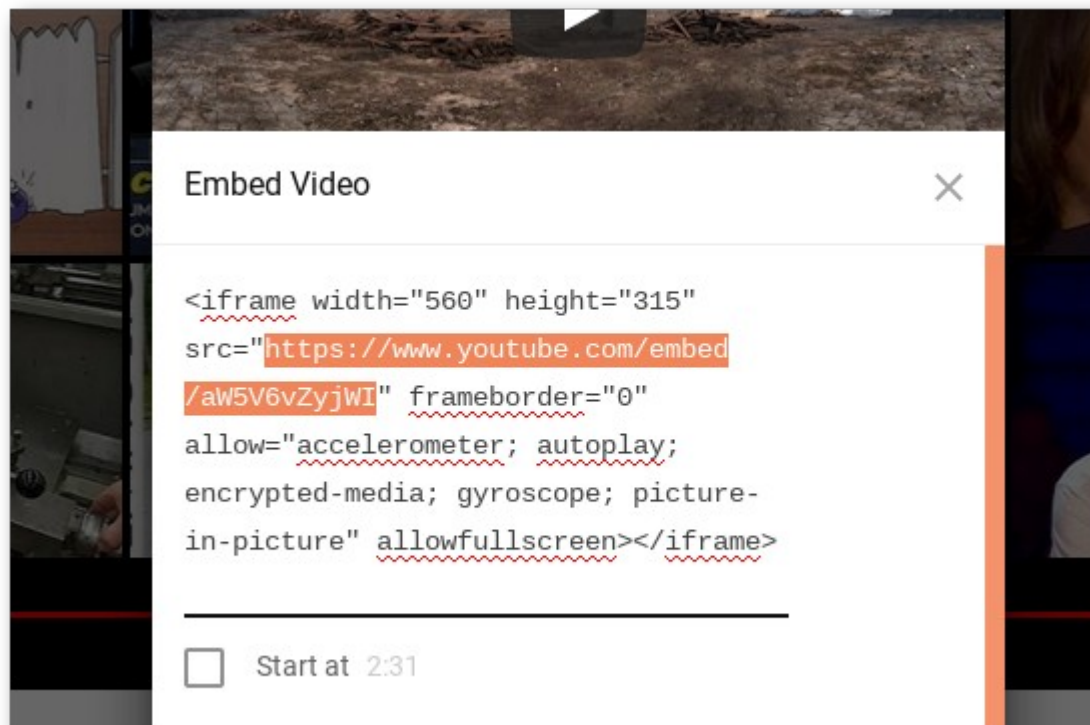 Embed Video
<iframe width="560" height="315"
src="https://www.youtube.com/embed
/aW5V6vZyjWI" frameborder="0"
allow="accelerometer; autoplay;
encrypted-media; gyroscope; picture-
in-picture" allowfullscreen></iframe>
Start at 2:31